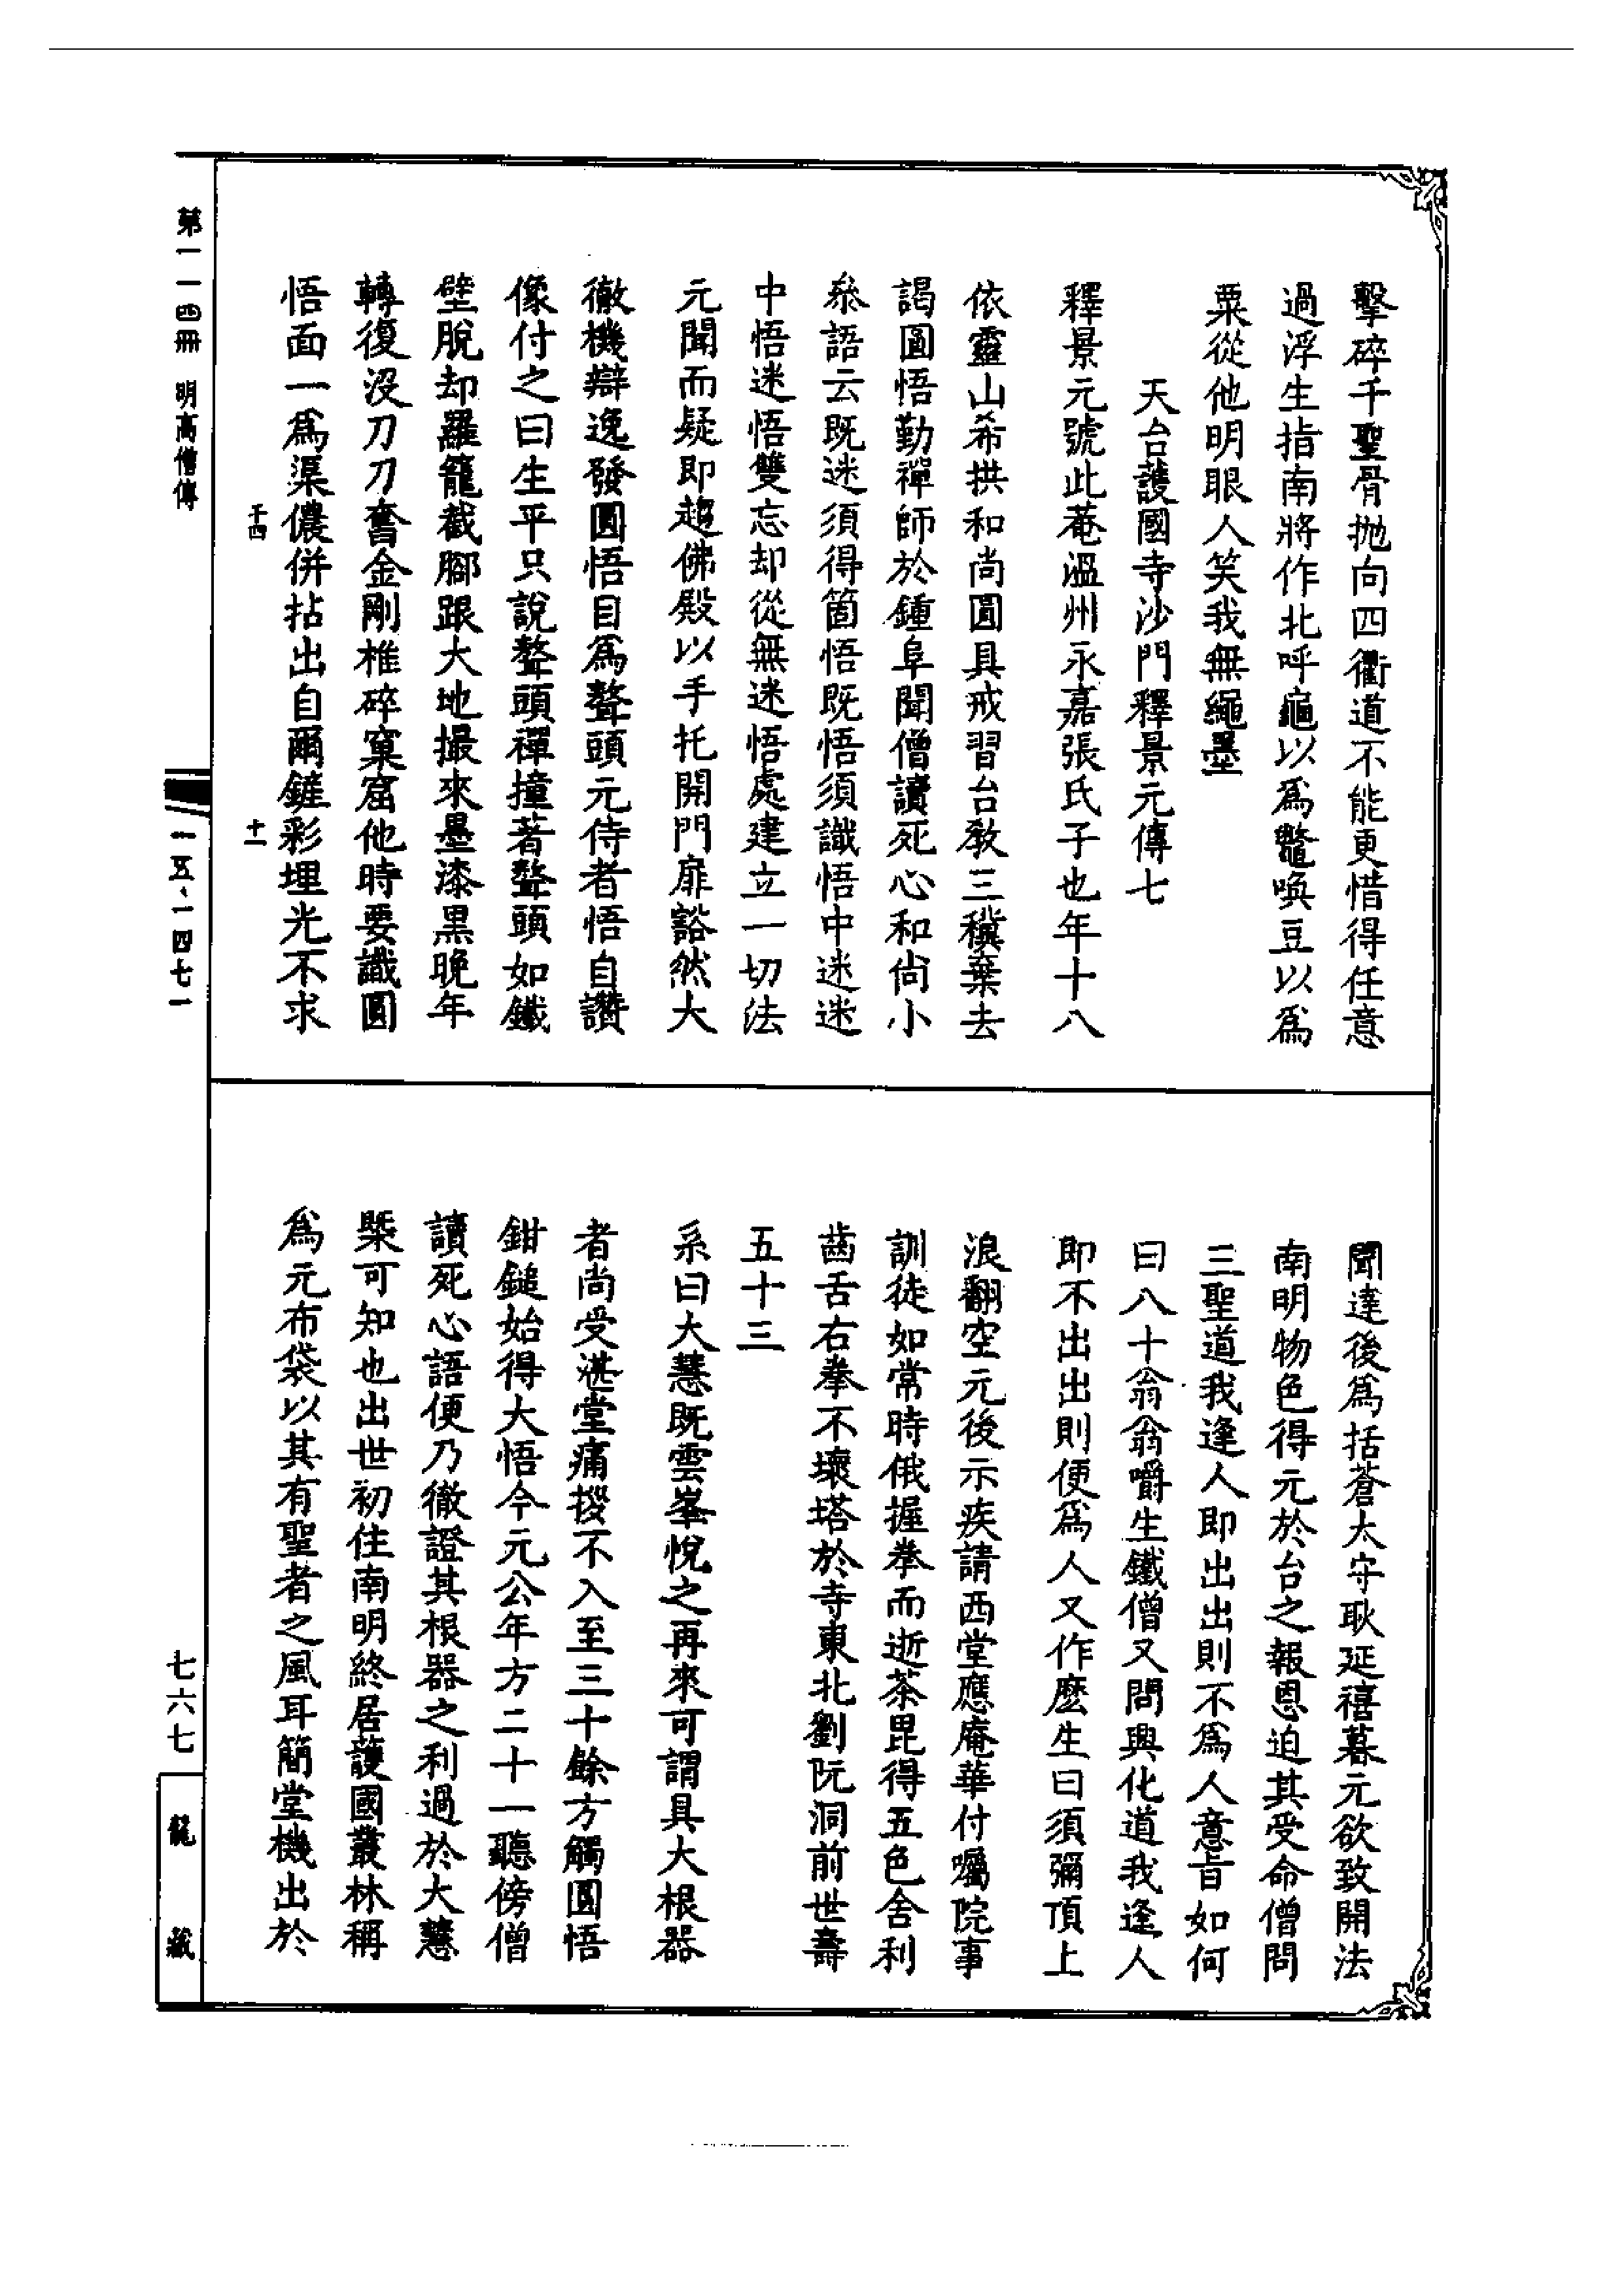 擊碎千聖骨抛向四衢道不能更惜得任意
過浮生指南將作北呼龜以爲鼈喚豆以爲
粟從他明眼人笑我無繩墨
天台護國寺沙門釋景元傳七
釋景元號此菴溫州永嘉張氏子也年十八
依靈山希拱和尚圓具戒習台教三稘棄去
謁圓悟勤禪師於鍾阜聞僧讀死心和尚小
叅語云既迷須得箇悟既悟須識悟中迷迷
中悟迷悟雙忘却從無迷悟處建立一切法
元聞而疑即趨佛殿以手托開門扉豁然大
徹機辯逸發圓悟目爲聱頭元侍者悟自讚
像付之曰生平只說聱頭禪撞著聱頭如鐵
壁脫却羅籠截腳跟大地撮來墨漆黑晚年
轉復沒刀刀奮金剛椎碎窠窟他時要識圓
悟面一爲渠儂併拈出自爾鏟彩埋光不求
千四
十一
第一一四冊 明高僧傳
一五、一四七一
聞達後爲括蒼太守耿延禧暮元欲致開法
南明物色得元於台之報恩迫其受命僧問
三聖道我逢人即出出則不爲人意旨如何
曰八十翁翁嚼生鐵僧又問興化道我逢人
即不出出則便爲人又作麽生曰須彌頂上
浪翻空元後示疾請西堂應庵華付囑院事
訓徒如常時俄握拳而逝茶毘得五色舍利
齒舌右拳不壞塔於寺東北劉阮洞前世壽
五十三
系曰大慧既雲峯悅之再來可謂具大根器
者尚受湛堂痛拶不入至三十餘方觸圓悟
鉗鎚始得大悟今元公年方二十一聽傍僧
讀死心語便乃徹證其根器之利過於大慧
槩可知也出世初住南明終居護國叢林稱
爲元布袋以其有聖者之風耳簡堂機出於
七六七
龍藏